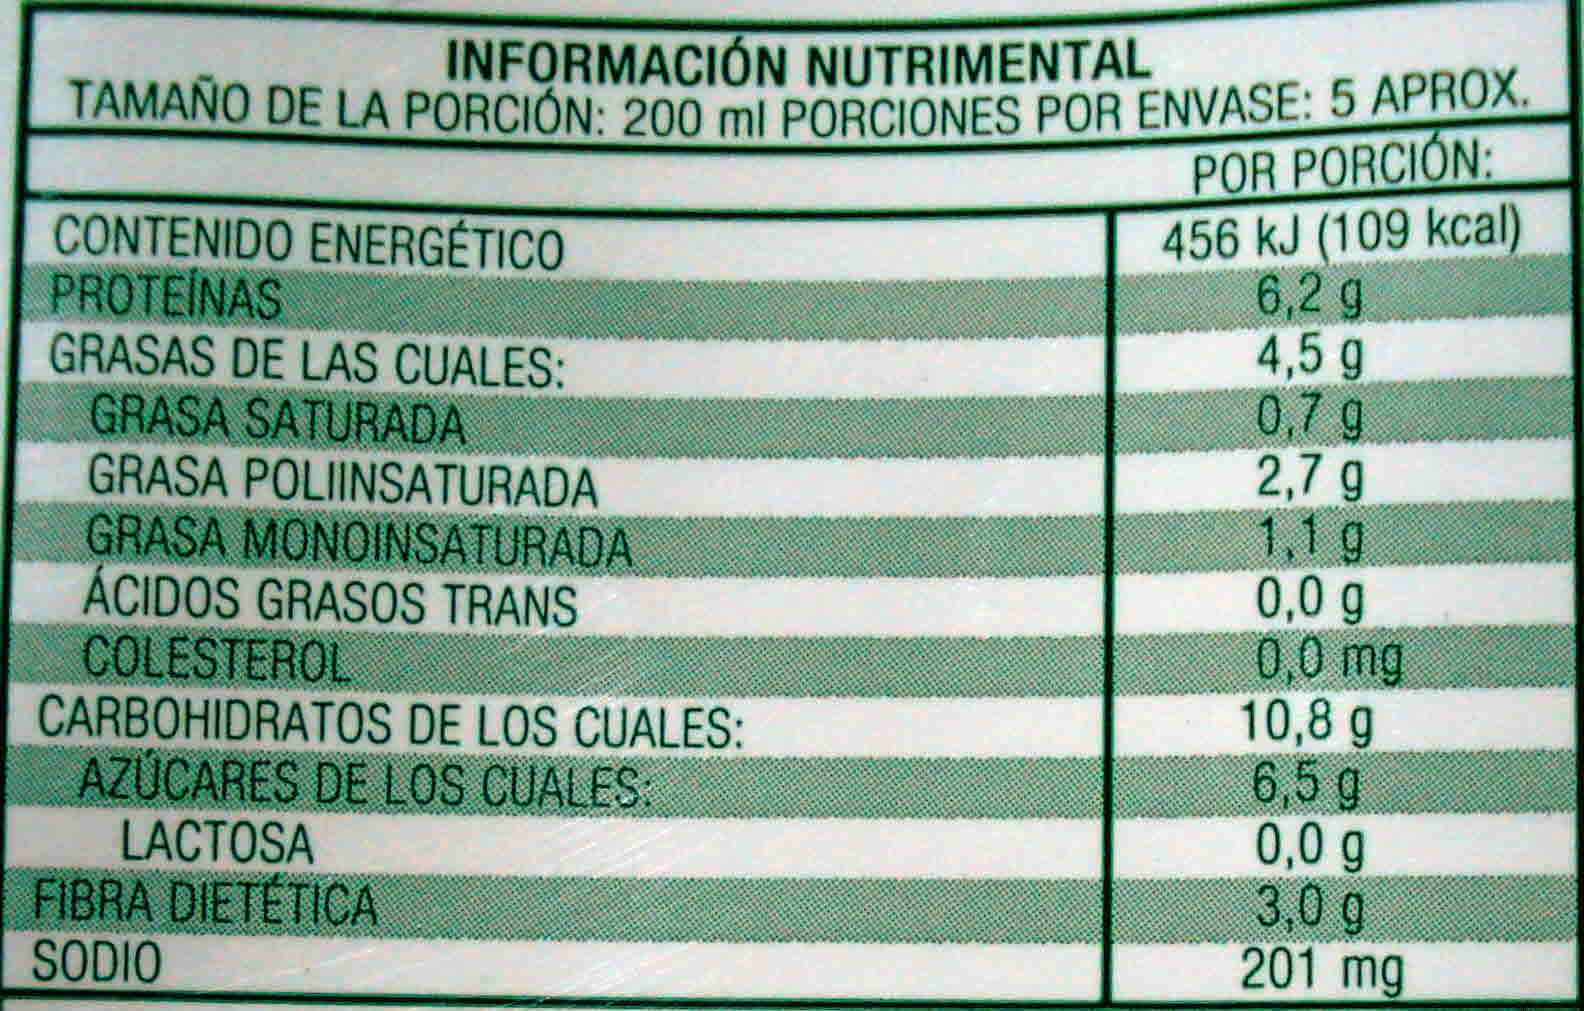 INFORMACIÓN NUTRIMENTAL
TAMAÑO DE LA PORCIÓN: 200 ml PORCIONES POR ENVASE: 5 APROX.
POR PORCIÓN:
CONTENIDO ENERGÉTICO 456 kJ (109 kcal)
PROTEÍNAS 6,2 g
GRASAS DE LAS CUALES: 4,5 g
GRASA SATURADA 0,7 g
GRASA POLIINSATURADA 2,7 g
GRASA MONOINSATURADA 1,1 g
ÁCIDOS GRASOS TRANS 0,0 g
COLESTEROL 0,0 mg
CARBOHIDRATOS DE LOS CUALES: 10,8 g
AZÚCARES DE LOS CUALES: 6,5 g
LACTOSA 0,0 g
FIBRA DIETÉTICA 3,0 g
SODIO 201 mg